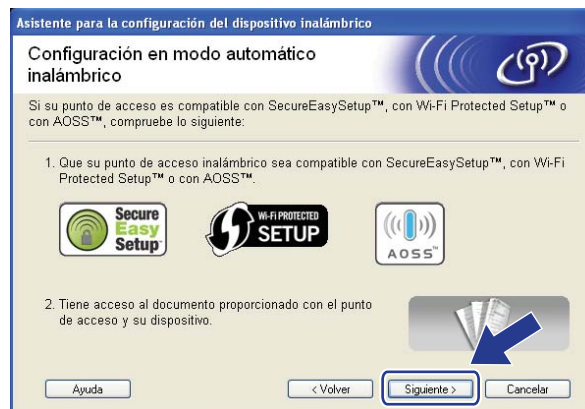 Asistente para la configuración del dispositivo inalámbrico
Configuración en modo automático
inalámbrico
Si su punto de acceso es compatible con SecureEasySetup™, con Wi-Fi Protected Setup™ o
con AOSS™, compruebe lo siguiente:
1. Que su punto de acceso inalámbrico sea compatible con SecureEasySetup™, con Wi-Fi
Protected Setup™ o con AOSS™.
Secure
Easy
Setup™
WI-FI PROTECTED
SETUP
AOSS™
2. Tiene acceso al documento proporcionado con el punto
de acceso y su dispositivo.
Ayuda
< Volver
Siguiente >
Cancelar